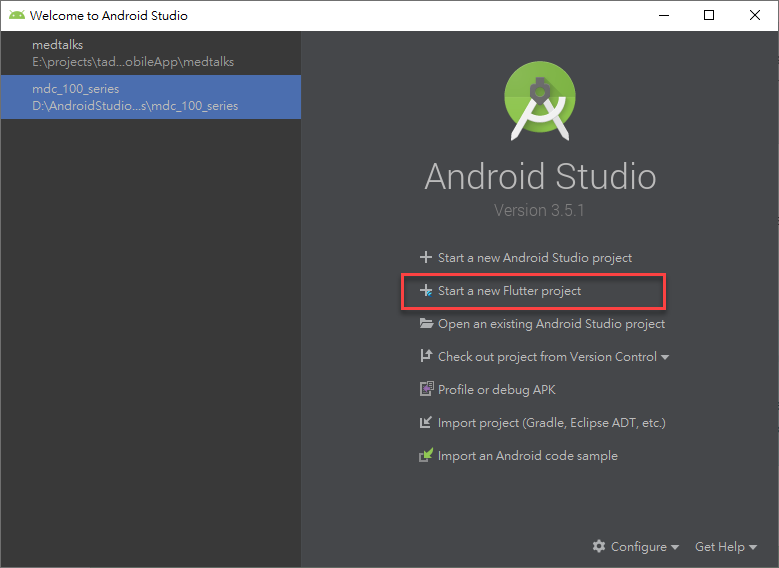 Welcome to Android Studio
medtalks
E:\projects\tad...obileApp\medtalks
mdc_100_series
D:\AndroidStudio...s\mdc_100_series
Android Studio
Version 3.5.1
Start a new Android Studio project
Start a new Flutter project
Open an existing Android Studio project
Check out project from Version Control
Profile or debug APK
Import project (Gradle, Eclipse ADT, etc.)
Import an Android code sample
Configure Get Help